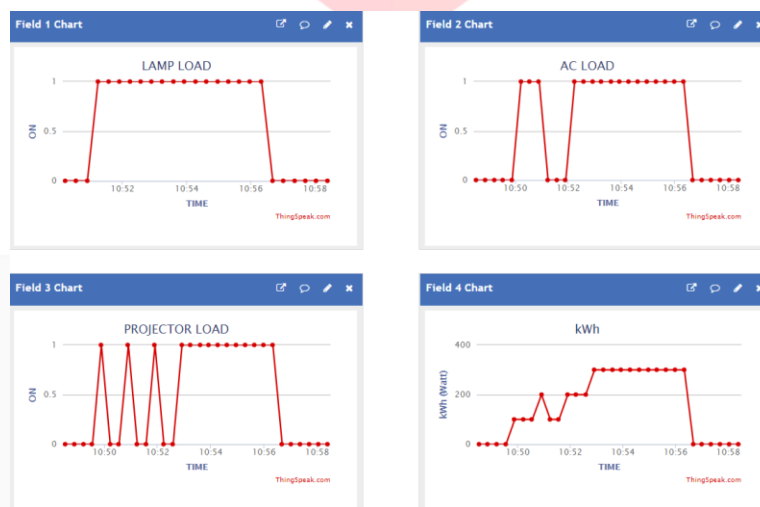 Field 1 Chart
LAMP LOAD
1
0.5
0
ON
10:52 10:54 10:56 10:58
TIME
ThingSpeak.com
Field 2 Chart
AC LOAD
1
0.5
0
ON
10:50 10:52 10:54 10:56 10:58
TIME
ThingSpeak.com
Field 3 Chart
PROJECTOR LOAD
1
0.5
0
ON
10:50 10:52 10:54 10:56 10:58
TIME
ThingSpeak.com
Field 4 Chart
kWh
400
200
0
kWh (Watt)
10:50 10:52 10:54 10:56 10:58
TIME
ThingSpeak.com